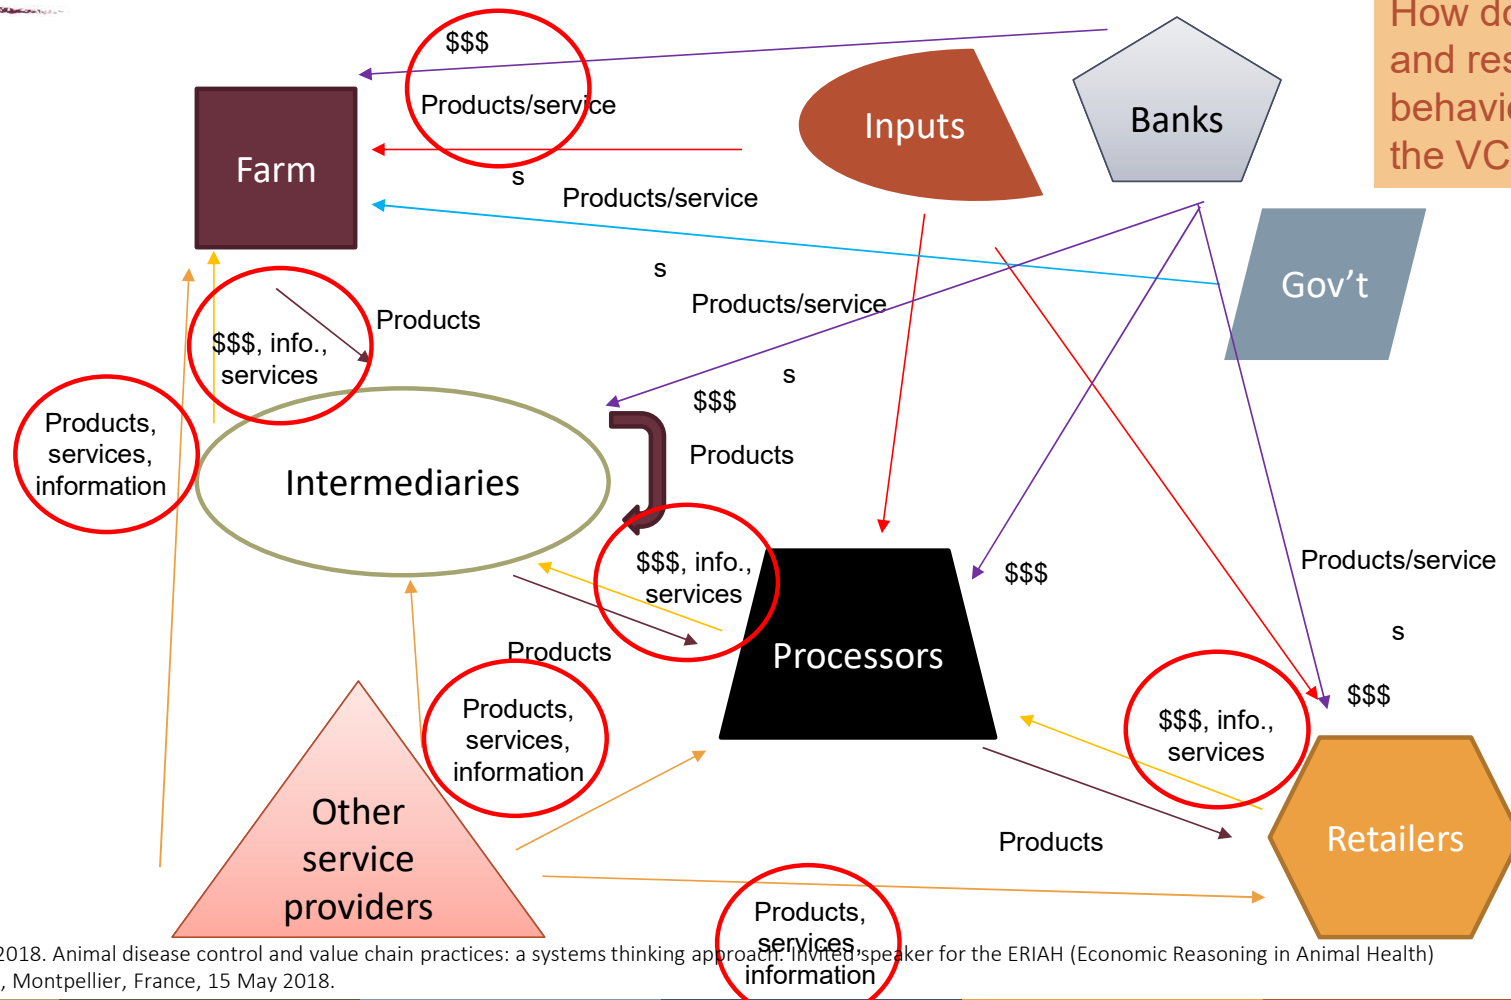 How do
and res
behavio
the VC
$$$
Products/service
s
Inputs
Banks
Farm
Products/service
s
Gov't
Products/service
s
Products
$$$, info.,
services
$$$
Products,
services,
information
Intermediaries
Products
$$$, info.,
services
$$$
Products/service
s
Products
Processors
$$$
Products,
services,
information
$$$, info.,
services
Other
service
providers
Products
Retailers
Products,
services,
information
2018. Animal disease control and value chain practices: a systems thinking approach. Invited speaker for the ERIAH (Economic Reasoning in Animal Health)
, Montpellier, France, 15 May 2018.